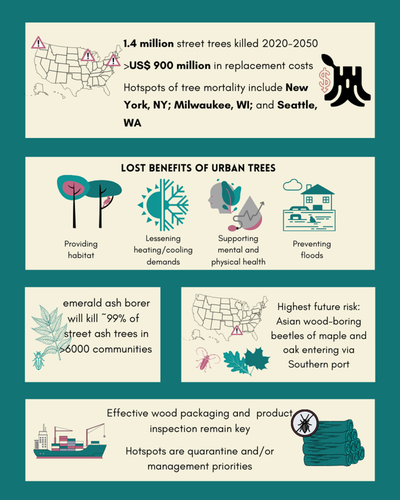 1.4 million street trees killed 2020-2050
>US$ 900 million in replacement costs
Hotspots of tree mortality include New
York, NY; Milwaukee, WI; and Seattle,
WA
LOST BENEFITS OF URBAN TREES
Providing
habitat
Lessening
heating/cooling
demands
Supporting
mental and
physical health
Preventing
floods
emerald ash borer
will kill ~99% of
street ash trees in
>6000 communities
Highest future risk:
Asian wood-boring
beetles of maple and
oak entering via
Southern port
Effective wood packaging and product
inspection remain key
Hotspots are quarantine and/or
management priorities